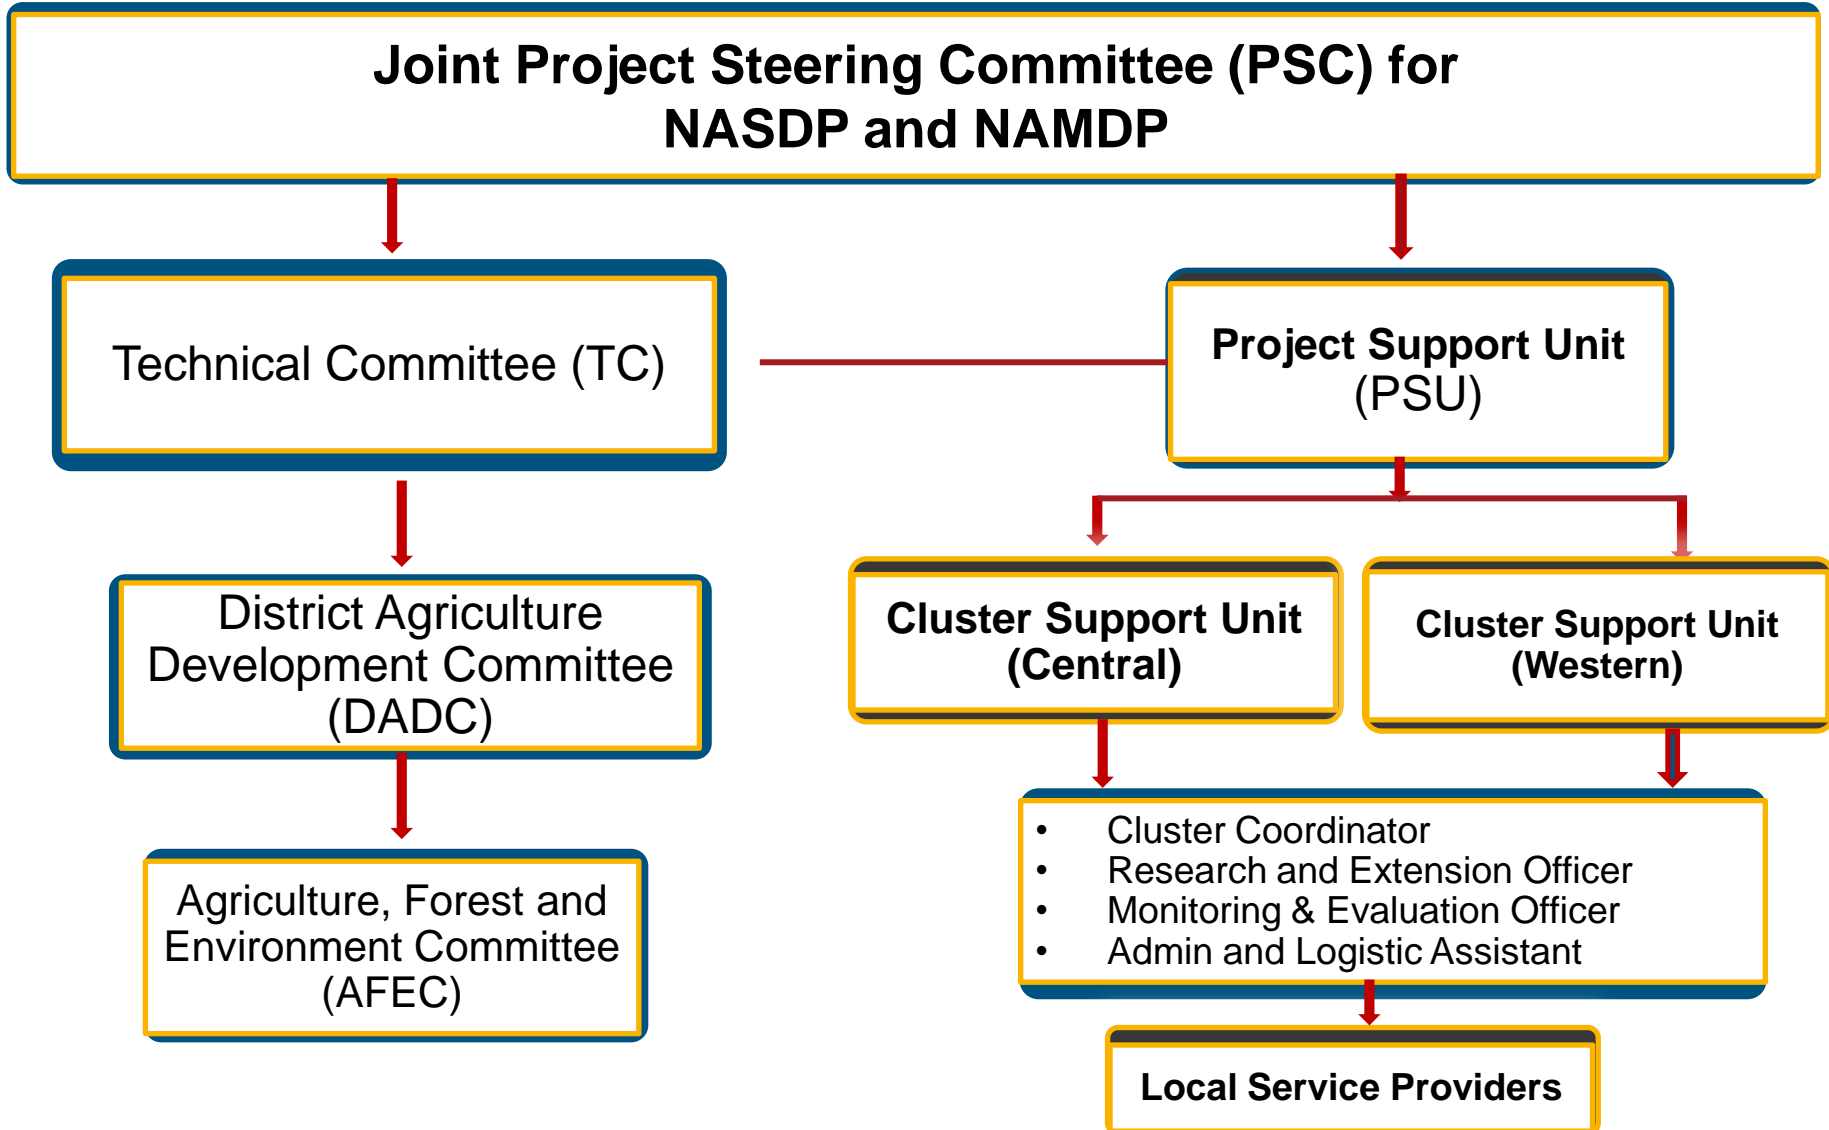 Joint Project Steering Committee (PSC) for
NASDP and NAMDP
Technical Committee (TC)
Project Support Unit
(PSU)
District Agriculture
Development Committee
(DADC)
Cluster Support Unit
(Central)
Cluster Support Unit
(Western)
Agriculture, Forest and
Environment Committee
(AFEC)
• Cluster Coordinator
• Research and Extension Officer
• Monitoring & Evaluation Officer
• Admin and Logistic Assistant
Local Service Providers